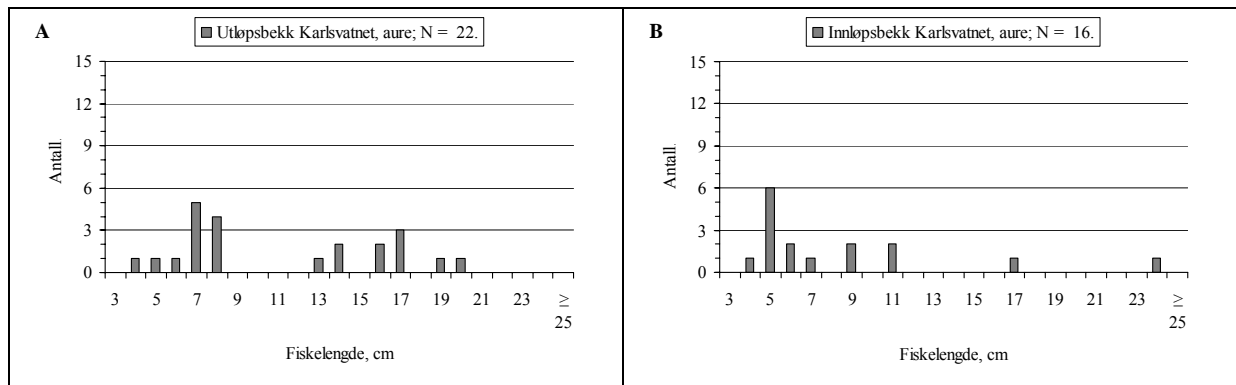 A
Utløpsbekk Karlsvatnet, aure; N = 22.
15
12
9
6
3
0
Antall.
3 5 7 9 11 13 15 17 19 21 23 ≥
25
Fiskelengde, cm
B
Innløpsbekk Karlsvatnet, aure; N = 16.
15
12
9
6
3
0
Antall.
3 5 7 9 11 13 15 17 19 21 23 ≥
25
Fiskelengde, cm